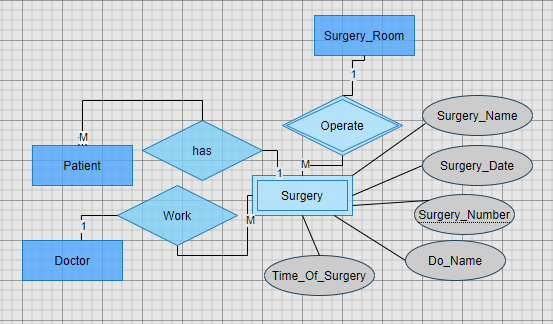 Surgery_Room
1
Surgery_Name
Operate
M
Patient
has
M
1
Surgery_Date
Surgery
Work
M
1
Surgery_Number
Doctor
Time_Of_Surgery
Do_Name